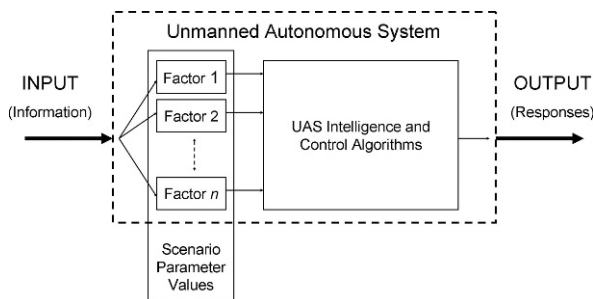 Unmanned Autonomous System
INPUT
(Information)
Factor 1
Factor 2
Factor n
UAS Intelligence and
Control Algorithms
OUTPUT
(Responses)
Scenario
Parameter
Values